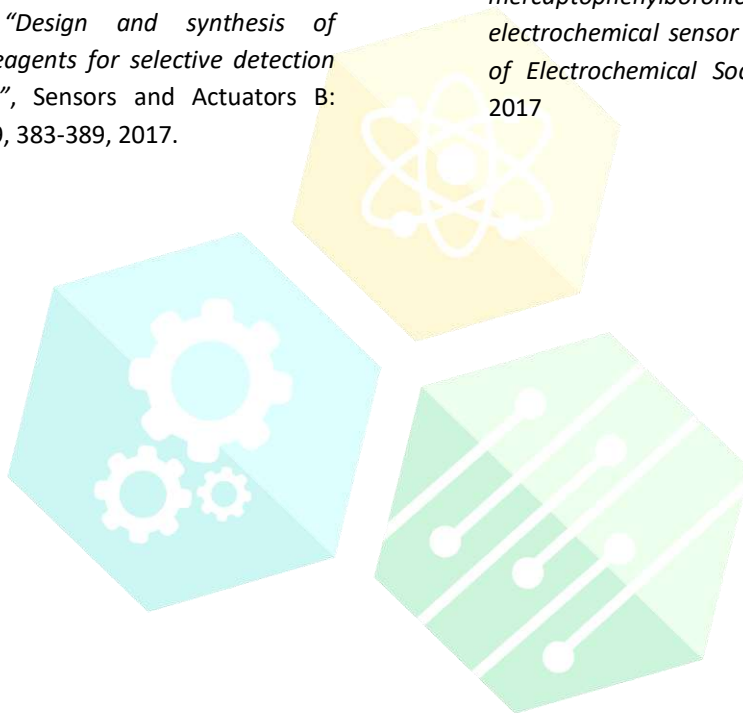 “Design and synthesis of
eagents for selective detection
”, Sensors and Actuators B:
, 383-389, 2017.
electrochemical sensor
of Electrochemical Soc
2017